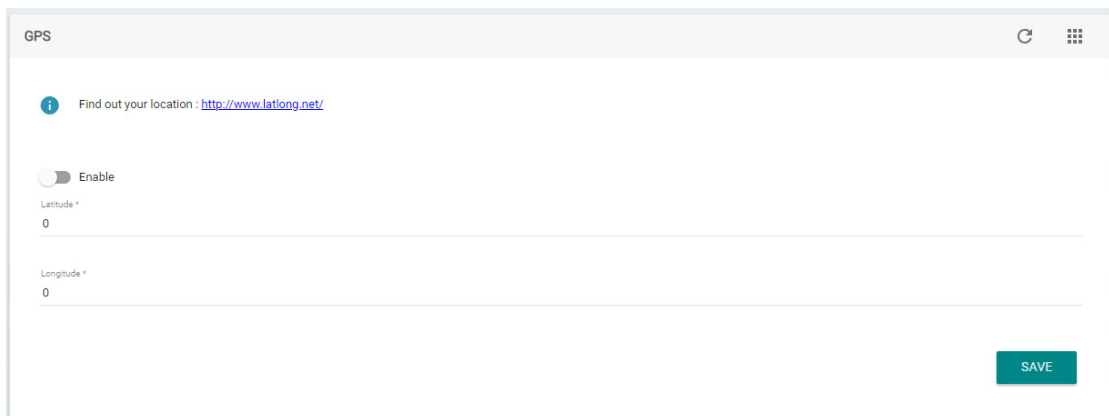 GPS
Find out your location : http://www.latlong.net/
Enable
Latitude *
0
Longitude *
0
SAVE